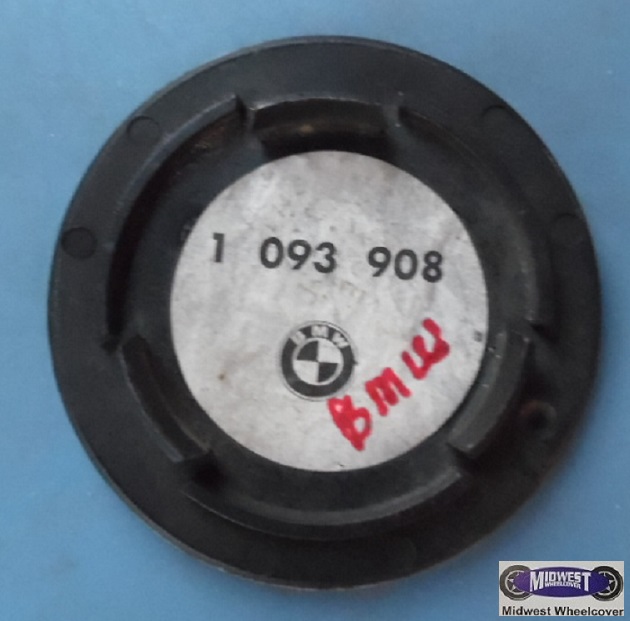 1 093 908
BMW
BMW
MIDWEST
WHEELCOVER
Midwest Wheelcover